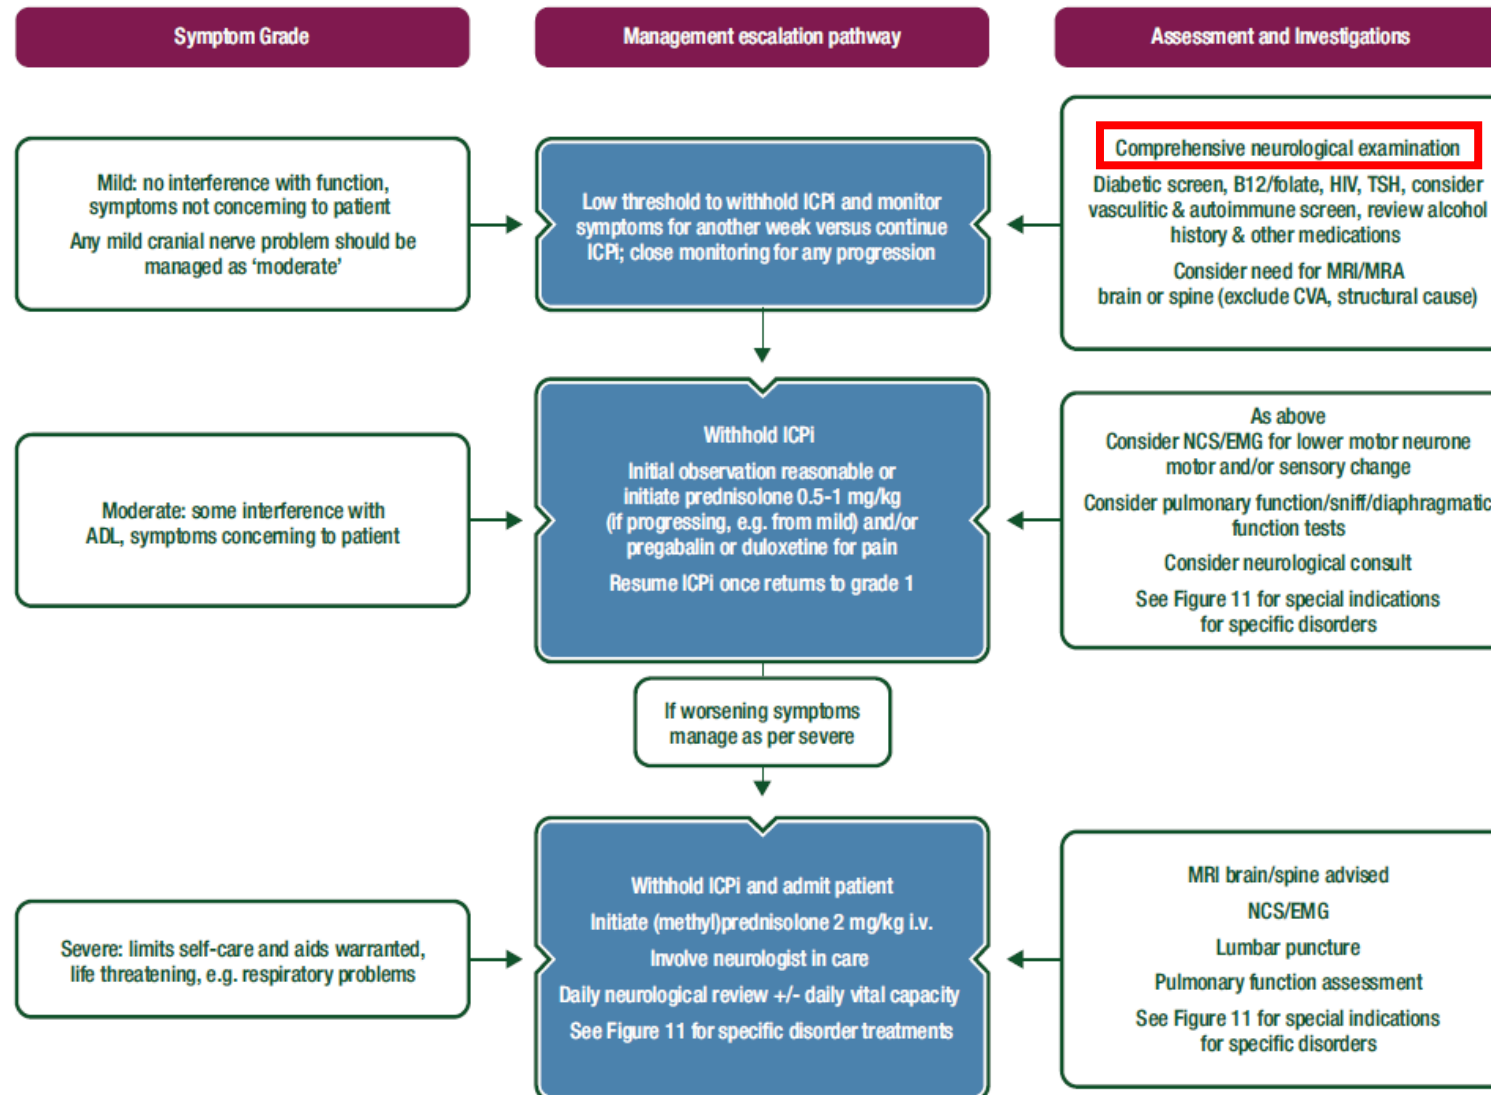 Symptom Grade
Management escalation pathway
Assessment and Investigations
Mild: no interference with function,
symptoms not concerning to patient
Any mild cranial nerve problem should be
managed as ‘moderate’
Low threshold to withhold ICPi and monitor
symptoms for another week versus continue
ICPi; close monitoring for any progression
Comprehensive neurological examination
Diabetic screen, B12/folate, HIV, TSH, consider
vasculitic & autoimmune screen, review alcohol
history & other medications
Consider need for MRI/MRA
brain or spine (exclude CVA, structural cause)
Moderate: some interference with
ADL, symptoms concerning to patient
Withhold ICPi
Initial observation reasonable or
initiate prednisolone 0.5-1 mg/kg
(if progressing, e.g. from mild) and/or
pregabalin or duloxetine for pain
Resume ICPi once returns to grade 1
As above
Consider NCS/EMG for lower motor neurone
motor and/or sensory change
Consider pulmonary function/sniff/diaphragmatic
function tests
Consider neurological consult
See Figure 11 for special indications
for specific disorders
If worsening symptoms
manage as per severe
Severe: limits self-care and aids warranted,
life threatening, e.g. respiratory problems
Withhold ICPi and admit patient
Initiate (methyl)prednisolone 2 mg/kg i.v.
Involve neurologist in care
Daily neurological review +/- daily vital capacity
See Figure 11 for specific disorder treatments
MRI brain/spine advised
NCS/EMG
Lumbar puncture
Pulmonary function assessment
See Figure 11 for special indications
for specific disorders